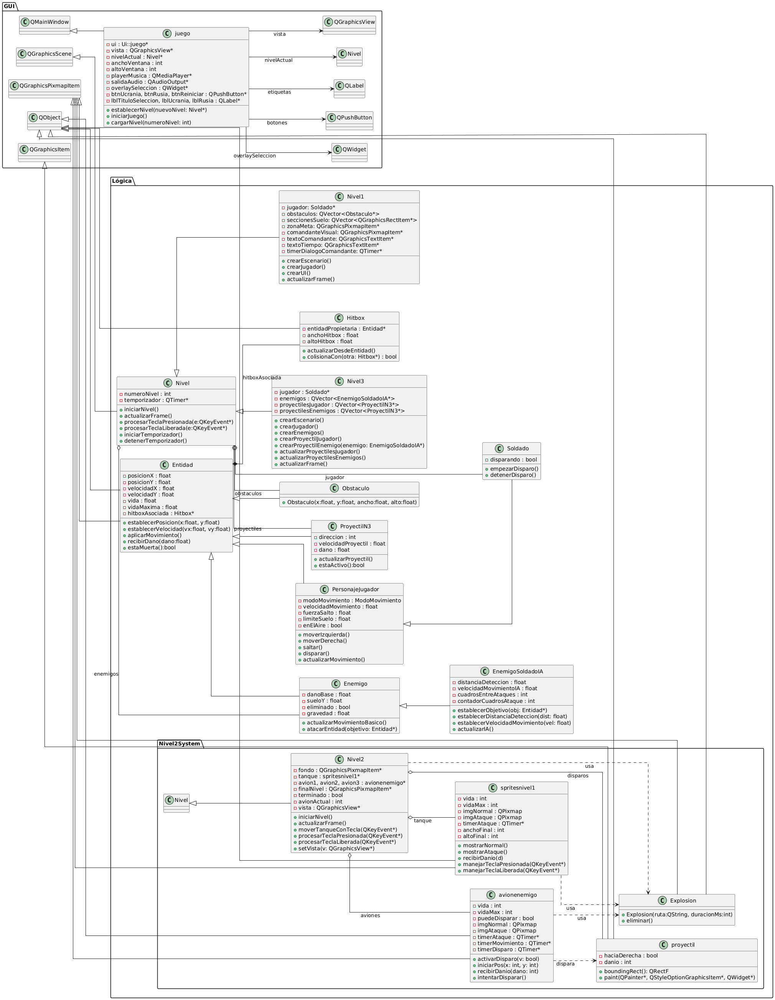 GUI
QMainWindow
QGraphicsScene
QGraphicsPixmapItem
QObject
QGraphicsItem
juego
ui : Ui::juego*
vista : QGraphicsView*
nivelActual : Nivel*
anchoVentana : int
altoVentana : int
playerMusica : QMediaPlayer*
salidaAudio : QAudioOutput*
overlaySeleccion : QWidget*
btnUcrania, btnRusia, btnReiniciar : QPushButton*
lblTituloSeleccion, lblUcrania, lblRusia : QLabel*
establecerNivel(nuevoNivel: Nivel*)
iniciarJuego()
cargarNivel(numeroNivel: int)
vista
nivelActual
etiquetas
botones
overlaySeleccion
QGraphicsView
Nivel
QLabel
QPushButton
QWidget
Lógica
Nivel1
jugador: Soldado*
obstaculos: QVector<Obstaculo*>
seccionesSuelo: QVector<QGraphicsRectItem*>
zonaMeta: QGraphicsPixmapItem*
comandanteVisual: QGraphicsPixmapItem*
textoComandante: QGraphicsTextItem*
textoTiempo: QGraphicsTextItem*
timerDialogoComandante: QTimer*
crearEscenario()
crearJugador()
crearUI()
actualizarFrame()
Hitbox
entidadPropietaria : Entidad*
anchoHitbox : float
altoHitbox : float
actualizarDesdeEntidad()
colisionaCon(otra: Hitbox*) : bool
hitboxAsociada
Nivel
numeroNivel : int
temporizador : QTimer*
iniciarNivel()
actualizarFrame()
procesarTeclaPresionada(e:QKeyEvent*)
procesarTeclaLiberada(e:QKeyEvent*)
iniciarTemporizador()
detenerTemporizador()
Nivel3
jugador : Soldado*
enemigos : QVector<EnemigoSoldadoIA*>
proyectilesJugador : QVector<ProyectilN3*>
proyectilesEnemigos : QVector<ProyectilN3*>
crearEscenario()
crearJugador()
crearEnemigos()
crearProyectilJugador()
crearProyectilEnemigo(enemigo: EnemigoSoldadoIA*)
actualizarProyectilesJugador()
actualizarProyectilesEnemigos()
actualizarFrame()
Soldado
disparando : bool
empezarDisparo()
detenerDisparo()
jugador
Entidad
posicionX : float
posicionY : float
velocidadX : float
velocidadY : float
vida : float
vidaMaxima : float
hitboxAsociada : Hitbox*
establecerPosicion(x:float, y:float)
establecerVelocidad(vx:float, vy:float)
aplicarMovimiento()
recibirDano(dano:float)
estaMuerta():bool
obstaculos
Obstaculo
Obstaculo(x:float, y:float, ancho:float, alto:float)
proyectiles
ProyectilN3
direccion : int
velocidadProyectil : float
dano : float
actualizarProyectil()
estaActivo():bool
PersonajeJugador
modoMovimiento : ModoMovimiento
velocidadMovimiento : float
fuerzaSalto : float
limiteSuelo : float
enElAire : bool
moverIzquierda()
moverDerecha()
saltar()
disparar()
actualizarMovimiento()
enemigos
Enemigo
danoBase : float
sueloY : float
eliminado : bool
gravedad : float
actualizarMovimientoBasico()
atacarEntidad(objetivo: Entidad*)
EnemigoSoldadoIA
distanciaDeteccion : float
velocidadMovimientoIA : float
cuadrosEntreAtaques : int
contadorCuadrosAtaque : int
establecerObjetivo(obj: Entidad*)
establecerDistanciaDeteccion(dist: float)
establecerVelocidadMovimiento(vel: float)
actualizarIA()
Nivel2System
Nivel
Nivel2
fondo : QGraphicsPixmapItem*
tanque : spritesnivel1*
avion1, avion2, avion3 : avionenemigo*
finalNivel : QGraphicsPixmapItem*
terminado : bool
avionActual : int
vista : QGraphicsView*
iniciarNivel()
actualizarFrame()
moverTanqueConTecla(QKeyEvent*)
procesarTeclaPresionada(QKeyEvent*)
procesarTeclaLiberada(QKeyEvent*)
setVista(v: QGraphicsView*)
usa
disparos
tanque
aviones
spritesnivel1
vida : int
vidaMax : int
imgNormal : QPixmap
imgAtaque : QPixmap
timerAtaque : QTimer*
anchoFinal : int
altoFinal : int
mostrarNormal()
mostrarAtaque()
recibirDanio(d)
manejarTeclaPresionada(QKeyEvent*)
manejarTeclaLiberada(QKeyEvent*)
avionenemigo
vida : int
vidaMax : int
puedeDisparar : bool
imgNormal : QPixmap
imgAtaque : QPixmap
timerAtaque : QTimer*
timerMovimiento : QTimer*
timerDisparo : QTimer*
activarDisparo(v: bool)
iniciarPos(x: int, y: int)
recibirDanio(dano: int)
intentarDisparar()
usa
usa
dispara
Explosion
Explosion(ruta:QString, duracionMs:int)
eliminar()
proyectil
haciaDerecha : bool
danio : int
boundingRect(): QRectF
paint(QPainter*, QStyleOptionGraphicsItem*, QWidget*)